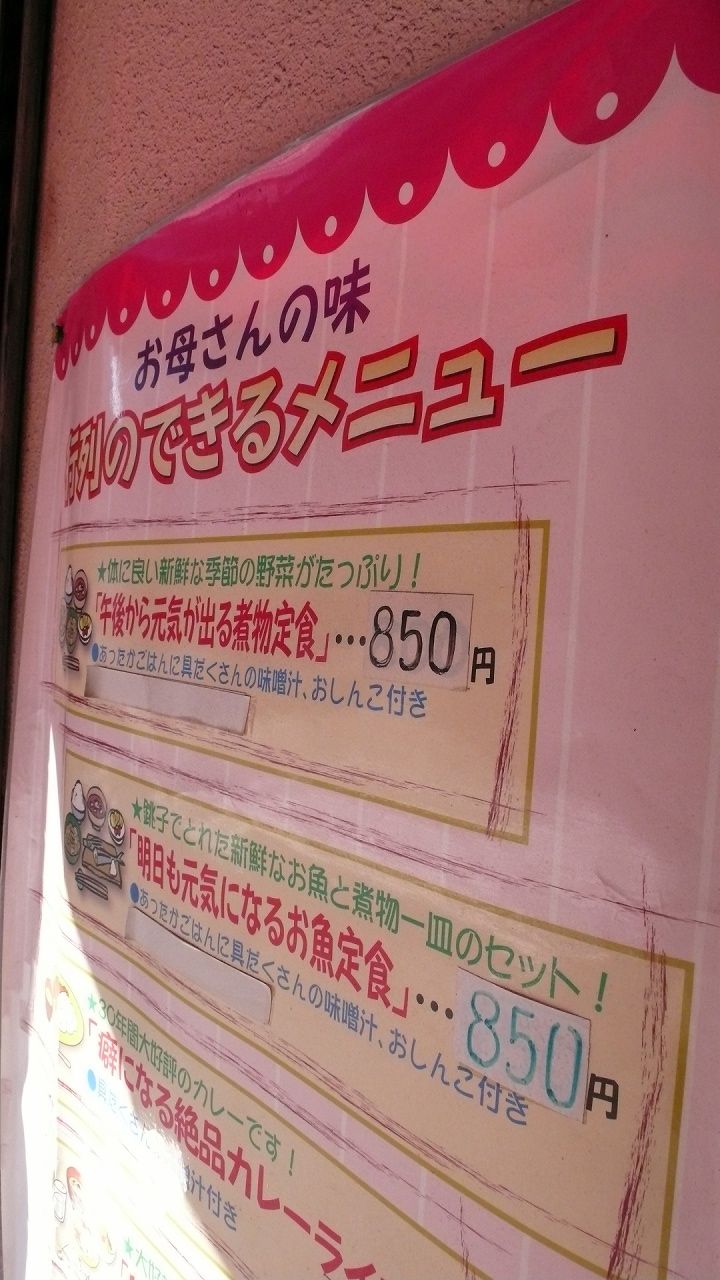 お母さんの味
行列のできるメニュー
★体に良い新鮮な季節の野菜がたっぷり！
「午後から元気が出る煮物定食」…850円
●あったかごはんに具だくさんの味噌汁、おしんこ付き
★銚子でとれた新鮮なお魚と煮物一皿のセット！
「明日も元気になるお魚定食」…850円
●あったかごはんに具だくさんの味噌汁、おしんこ付き
★30年間大好評のカレーです！
「癖になる絶品カレーライ
●具だくさん 汁付き
★大好